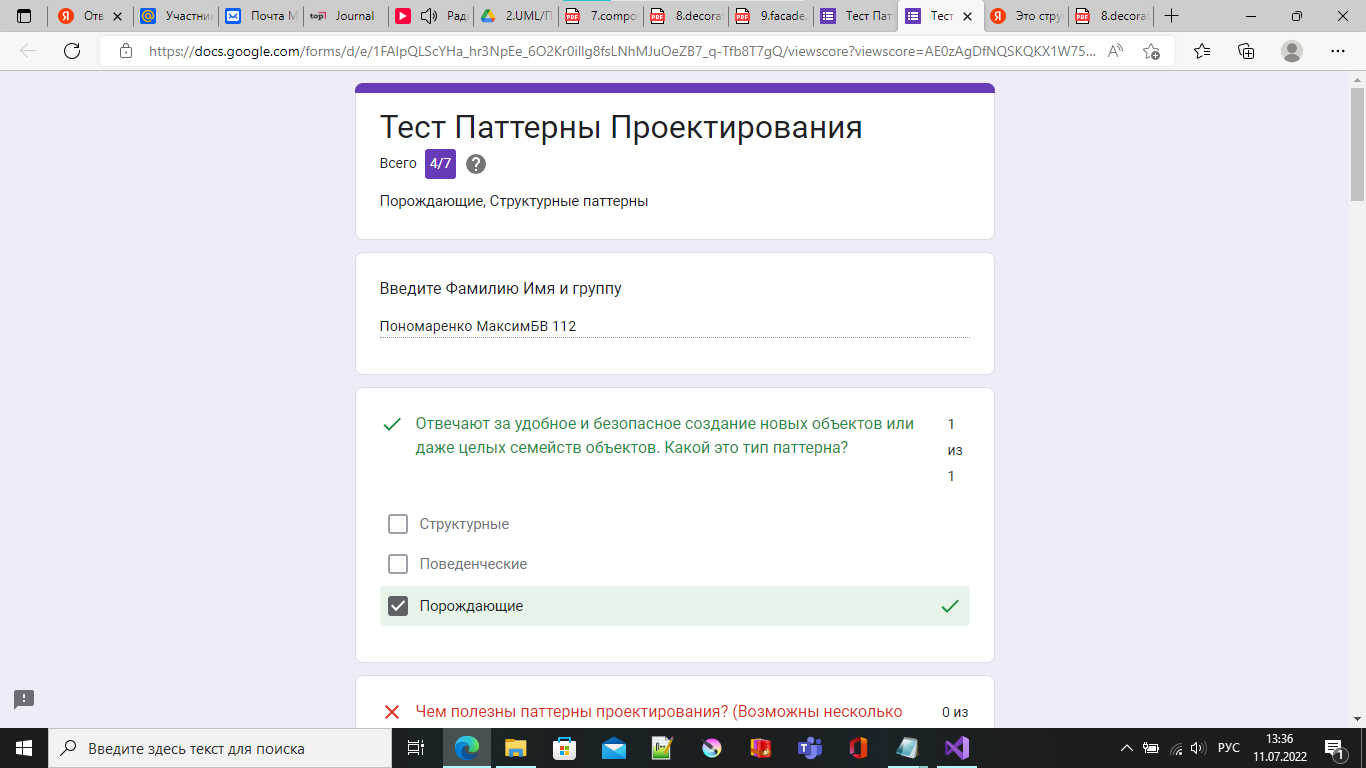 Отв
Участни
Почта М
top! Journal
Рад
2.UML/П
7.compo
8.decora
9.facade.
Тест Пат
Тест
Это стру
8.decora
https://docs.google.com/forms/d/e/1FAIpQLScYHa_hr3NpEe_6O2Kr0iIlg8fsLNhMJuOeZB7_q-Tfb8T7gQ/viewscore?viewscore=AE0zAgDfNQSKQKX1W75...
Тест Паттерны Проектирования
Всего 4/7
Порождающие, Структурные паттерны
Введите Фамилию Имя и группу
Пономаренко МаксимБВ 112
Отвечают за удобное и безопасное создание новых объектов или
даже целых семейств объектов. Какой это тип паттерна?
1
из
1
Структурные
Поведенческие
Порождающие
Чем полезны паттерны проектирования? (Возможны несколько
0 из
Введите здесь текст для поиска
РУС
13:36
11.07.2022
1